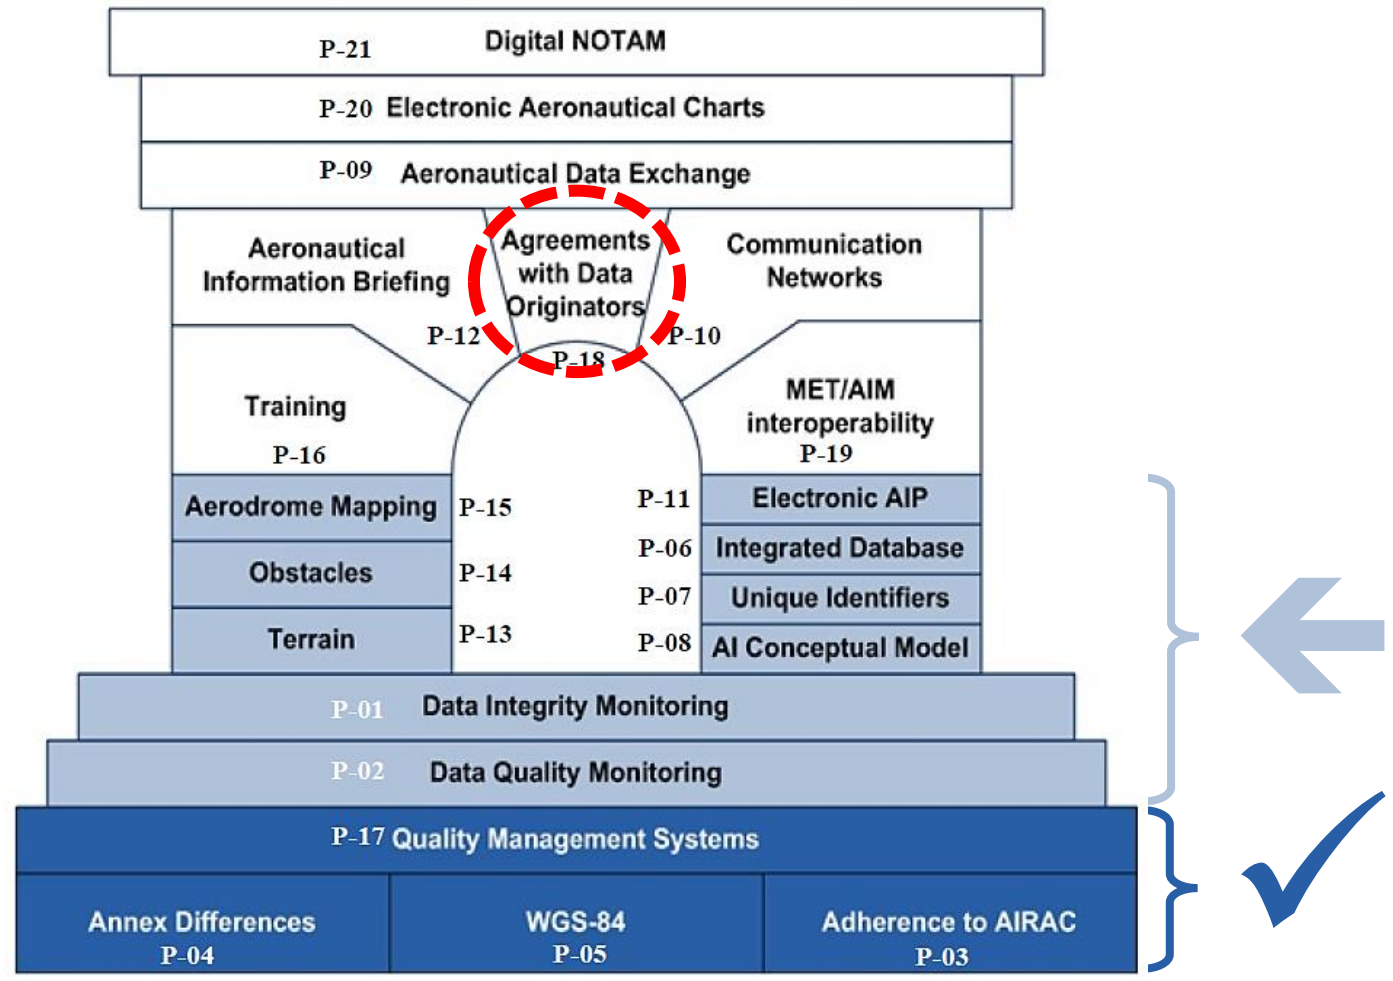 P-21 Digital NOTAM
P-20 Electronic Aeronautical Charts
P-09 Aeronautical Data Exchange
Aeronautical
Information Briefing
P-12
Agreements
with Data
Originators
P-18
Communication
Networks
P-10
Training
P-16
MET/AIM
interoperability
P-19
Aerodrome Mapping P-15
Obstacles P-14
Terrain P-13
P-11 Electronic AIP
P-06 Integrated Database
P-07 Unique Identifiers
P-08 AI Conceptual Model
P-01 Data Integrity Monitoring
P-02 Data Quality Monitoring
P-17 Quality Management Systems
Annex Differences
P-04
WGS-84
P-05
Adherence to AIRAC
P-03